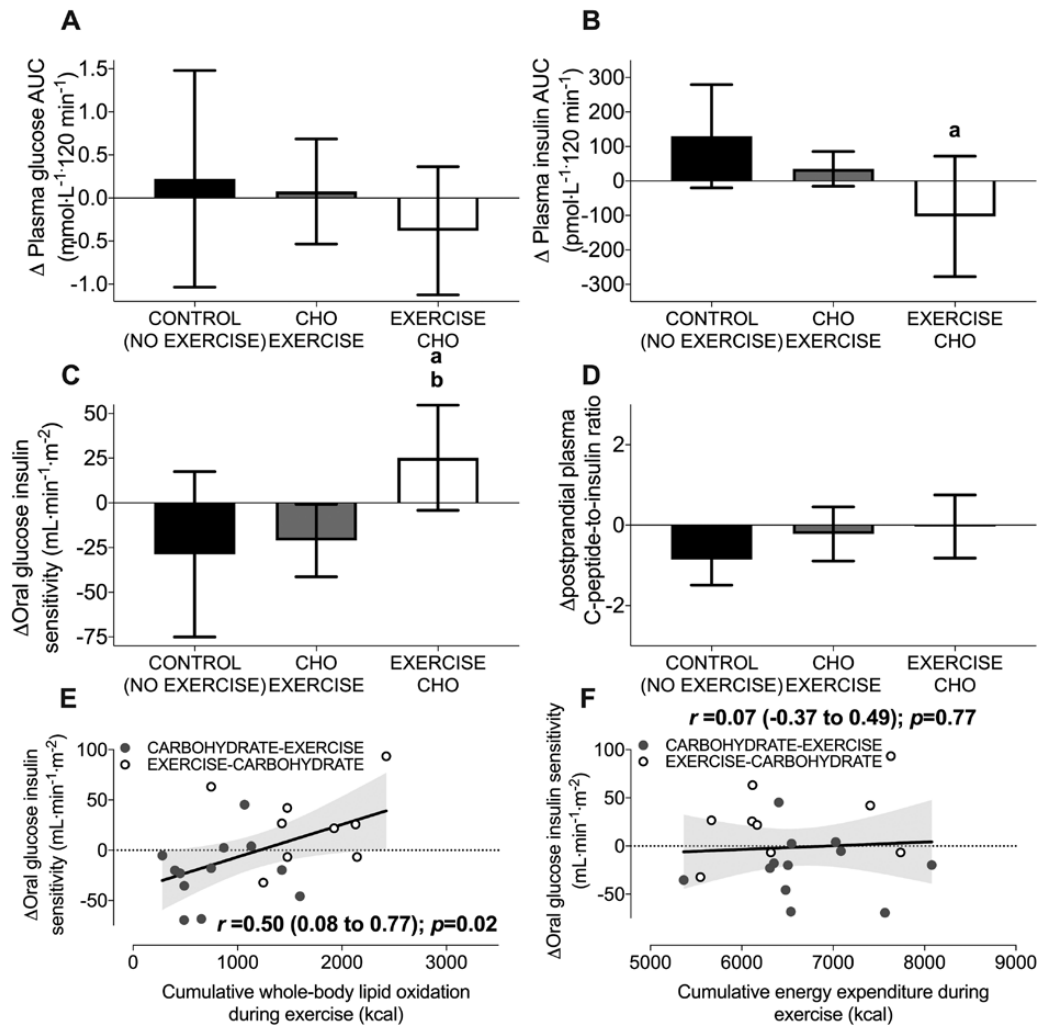 A
Δ Plasma glucose AUC
(mmol·L⁻¹·120 min⁻¹)
1.5
1.0
0.5
0.0
-0.5
-1.0
CONTROL
(NO EXERCISE)
CHO
EXERCISE
EXERCISE
CHO
B
Δ Plasma insulin AUC
(pmol·L⁻¹·120 min⁻¹)
300
200
100
0
-100
-200
-300
a
CONTROL
(NO EXERCISE)
CHO
EXERCISE
EXERCISE
CHO
C
ΔOral glucose insulin
sensitivity (mL·min⁻¹·m⁻²)
50
25
0
-25
-50
-75
a
b
CONTROL
(NO EXERCISE)
CHO
EXERCISE
EXERCISE
CHO
D
Δpostprandial plasma
C-peptide-to-insulin ratio
2
0
-2
CONTROL
(NO EXERCISE)
CHO
EXERCISE
EXERCISE
CHO
E
ΔOral glucose insulin
sensitivity (mL·min⁻¹·m⁻²)
100
50
0
-50
CARBOHYDRATE-EXERCISE
EXERCISE-CARBOHYDRATE
r =0.50 (0.08 to 0.77); p=0.02
0 1000 2000 3000
Cumulative whole-body lipid oxidation
during exercise (kcal)
F
ΔOral glucose insulin sensitivity
(mL·min⁻¹·m⁻²)
r =0.07 (-0.37 to 0.49); p=0.77
100
50
0
-50
CARBOHYDRATE-EXERCISE
EXERCISE-CARBOHYDRATE
5000 6000 7000 8000 9000
Cumulative energy expenditure during
exercise (kcal)